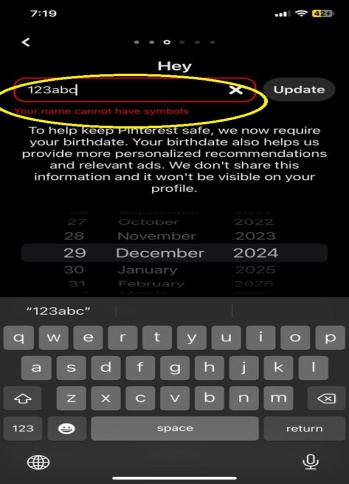 7:19
42
Hey
123abc
Update
Your name cannot have symbols
To help keep Pinterest safe, we now require
your birthdate. Your birthdate also helps us
provide more personalized recommendations
and relevant ads. We don't share this
information and it won't be visible on your
profile.
27 October 2022
28 November 2023
29 December 2024
30 January 2025
31 February 2026
"123abc"
q w e r t y u i o p
a s d f g h j k l
z x c v b n m
123 space return